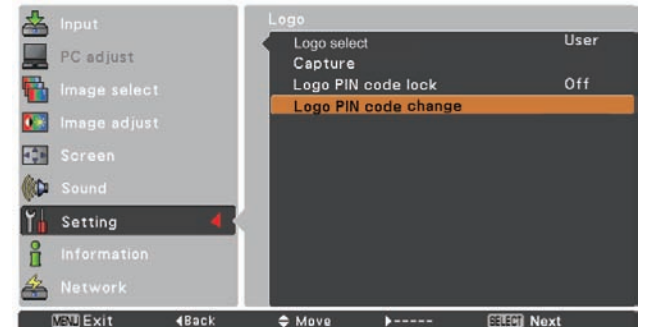 Input
PC adjust
Image select
Image adjust
Screen
Sound
Setting
Information
Network
Logo
Logo select User
Capture
Logo PIN code lock Off
Logo PIN code change
MENU Exit Back Move ----- SELECT Next